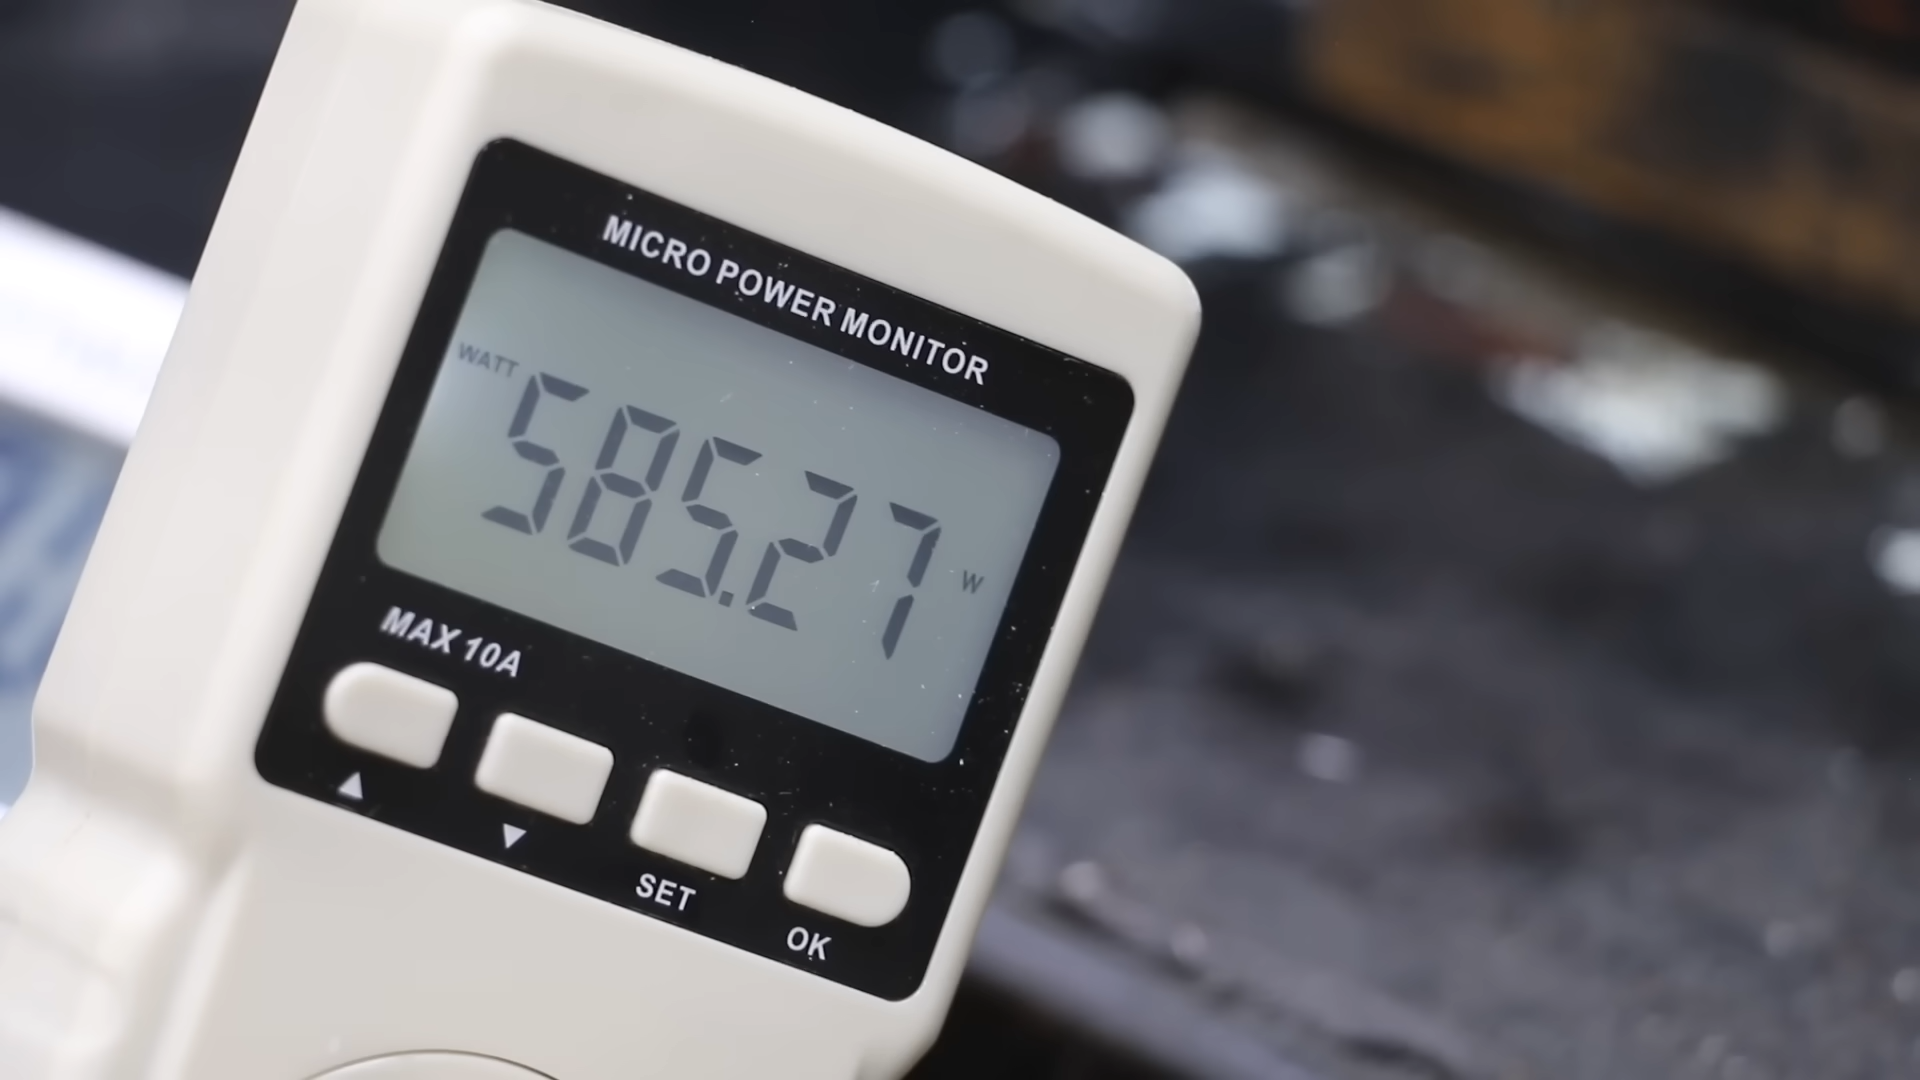 MICRO POWER MONITOR
WATT
585.27 W
MAX 10A
▲ ▼ SET OK